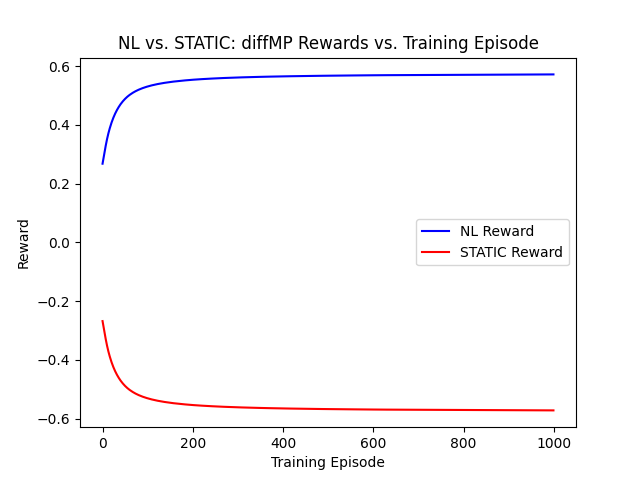 NL vs. STATIC: diffMP Rewards vs. Training Episode
0.6
0.4
0.2
0.0
−0.2
−0.4
−0.6
Reward
NL Reward
STATIC Reward
0 200 400 600 800 1000
Training Episode